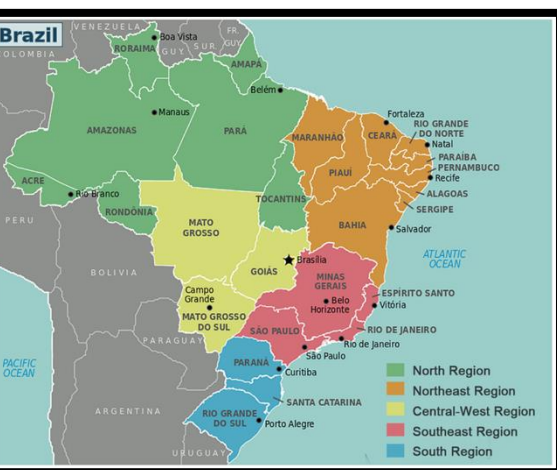 Brazil
VENEZUELA
COLOMBIA
GUY
SUR
FR.
GUY
Boa Vista
RORAIMA
AMAPÁ
Belém
Manaus
AMAZONAS
PARÁ
Fortaleza
RIO GRANDE
DO NORTE
MARANHÃO
CEARÁ
Natal
PARAÍBA
PERNAMBUCO
PIAUÍ
Recife
ACRE
Rio Branco
TOCANTINS
ALAGOAS
SERGIPE
RONDÔNIA
MATO
GROSSO
BAHIA
Salvador
PERU
ATLANTIC
OCEAN
Brasília
GOIÁS
BOLIVIA
MINAS
GERAIS
Campo
Grande
ESPÍRITO SANTO
Belo
Horizonte
Vitória
MATO GROSSO
DO SUL
SÃO PAULO
RIO DE JANEIRO
Rio de Janeiro
PARAGUAY
São Paulo
PACIFIC
OCEAN
PARANÁ
Curitiba
North Region
Northeast Region
Central-West Region
Southeast Region
South Region
SANTA CATARINA
ARGENTINA
RIO GRANDE
DO SUL
Porto Alegre
URUGUAY